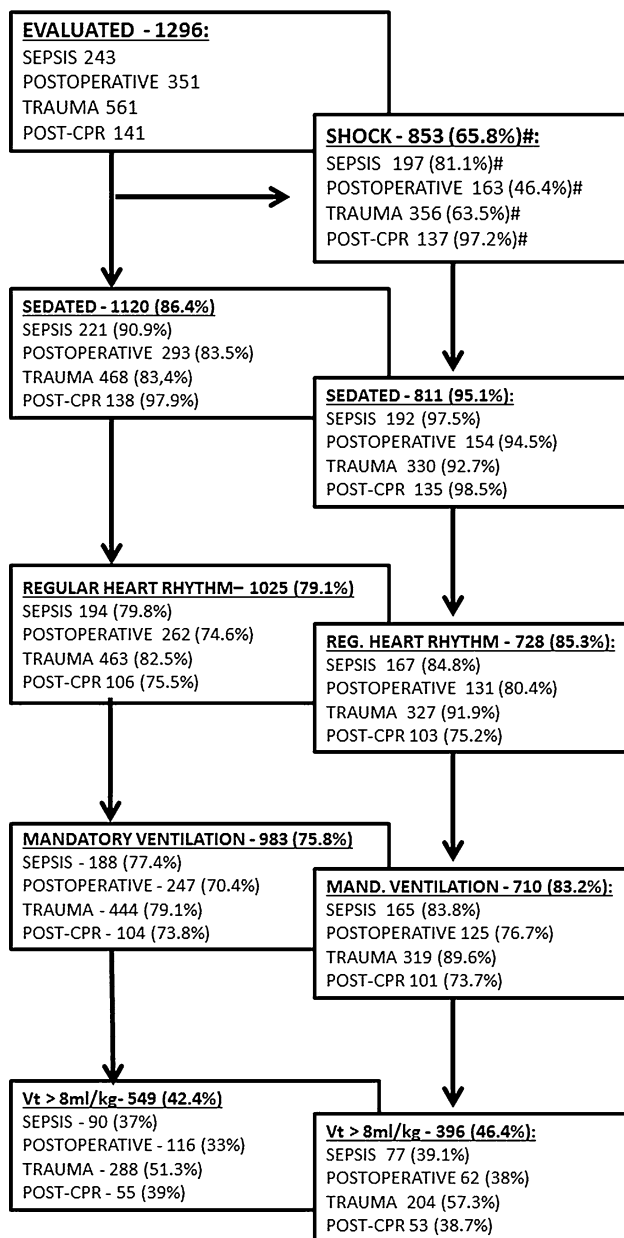 EVALUATED - 1296:
SEPSIS 243
POSTOPERATIVE 351
TRAUMA 561
POST-CPR 141
SHOCK - 853 (65.8%)#:
SEPSIS 197 (81.1%)#
POSTOPERATIVE 163 (46.4%)#
TRAUMA 356 (63.5%)#
POST-CPR 137 (97.2%)#
SEDATED - 1120 (86.4%)
SEPSIS 221 (90.9%)
POSTOPERATIVE 293 (83.5%)
TRAUMA 468 (83,4%)
POST-CPR 138 (97.9%)
SEDATED - 811 (95.1%):
SEPSIS 192 (97.5%)
POSTOPERATIVE 154 (94.5%)
TRAUMA 330 (92.7%)
POST-CPR 135 (98.5%)
REGULAR HEART RHYTHM– 1025 (79.1%)
SEPSIS 194 (79.8%)
POSTOPERATIVE 262 (74.6%)
TRAUMA 463 (82.5%)
POST-CPR 106 (75.5%)
REG. HEART RHYTHM - 728 (85.3%):
SEPSIS 167 (84.8%)
POSTOPERATIVE 131 (80.4%)
TRAUMA 327 (91.9%)
POST-CPR 103 (75.2%)
MANDATORY VENTILATION - 983 (75.8%)
SEPSIS - 188 (77.4%)
POSTOPERATIVE - 247 (70.4%)
TRAUMA - 444 (79.1%)
POST-CPR - 104 (73.8%)
MAND. VENTILATION - 710 (83.2%):
SEPSIS 165 (83.8%)
POSTOPERATIVE 125 (76.7%)
TRAUMA 319 (89.6%)
POST-CPR 101 (73.7%)
Vt > 8ml/kg- 549 (42.4%)
SEPSIS - 90 (37%)
POSTOPERATIVE - 116 (33%)
TRAUMA - 288 (51.3%)
POST-CPR - 55 (39%)
Vt > 8ml/kg - 396 (46.4%):
SEPSIS 77 (39.1%)
POSTOPERATIVE 62 (38%)
TRAUMA 204 (57.3%)
POST-CPR 53 (38.7%)